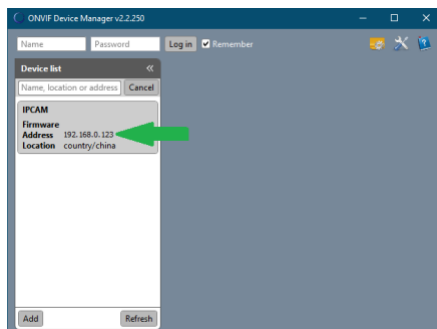 ONVIF Device Manager v2.2.250
Name Password Log in Remember
Device list
Name, location or address Cancel
IPCAM
Firmware
Address 192.168.0.123
Location country/china
Add Refresh